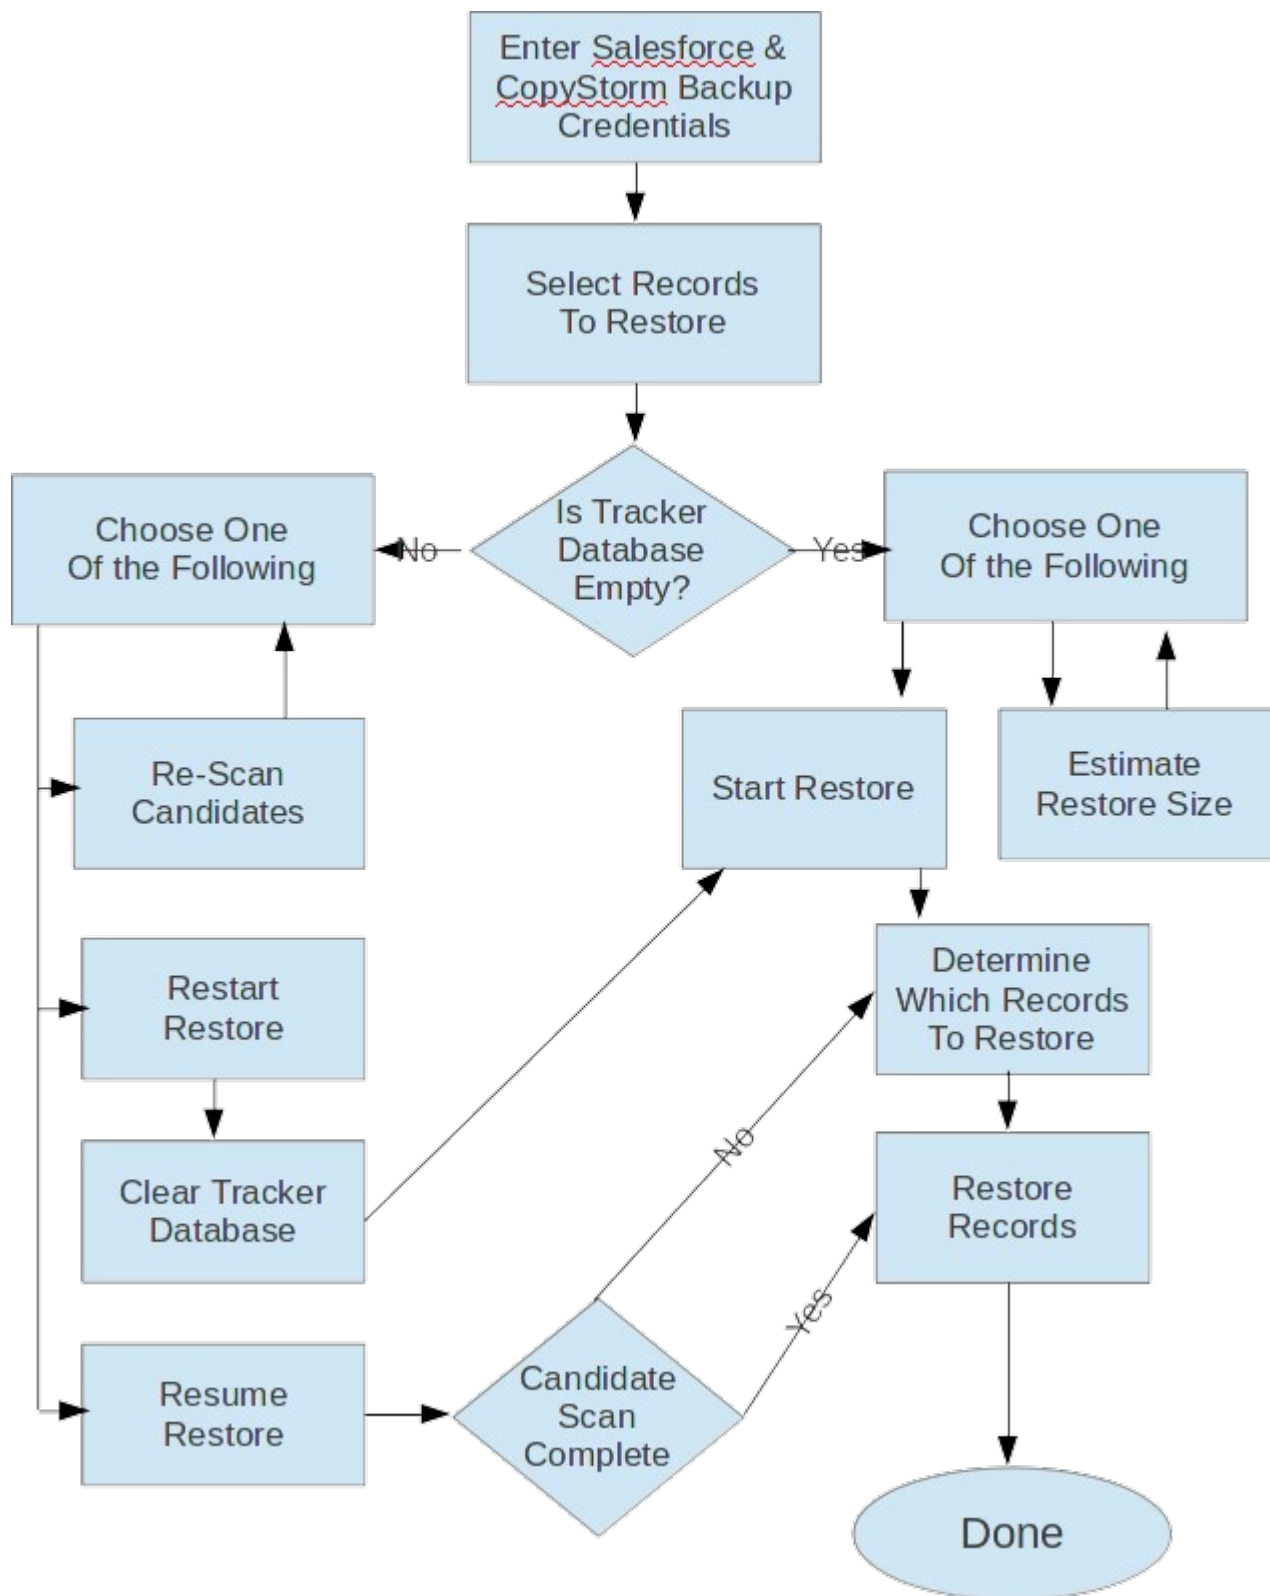 Enter Salesforce &
CopyStorm Backup
Credentials
Select Records
To Restore
Is Tracker
Database
Empty?
No
Yes
Choose One
Of the Following
Choose One
Of the Following
Re-Scan
Candidates
Start Restore
Estimate
Restore Size
Restart
Restore
Determine
Which Records
To Restore
Clear Tracker
Database
No
Restore
Records
Yes
Resume
Restore
Candidate
Scan
Complete
Done